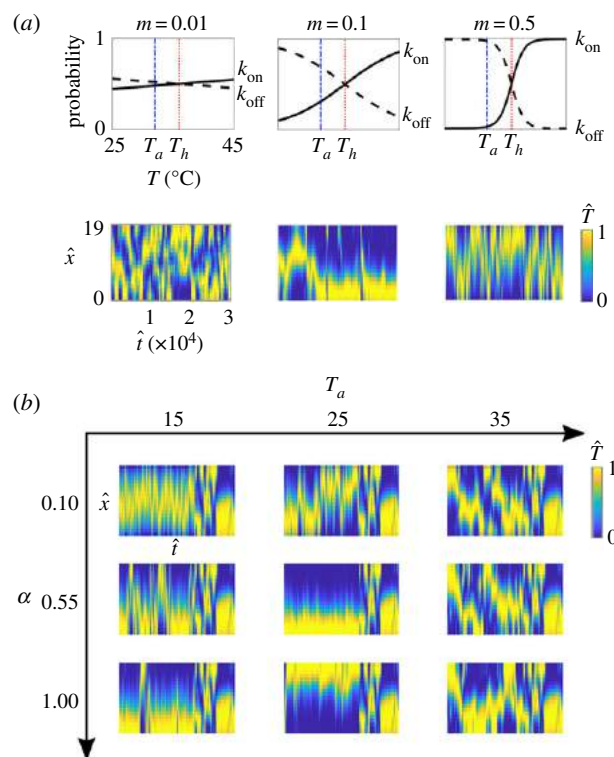 (a) m = 0.01 m = 0.1 m = 0.5
probability
1
0
k_on
k_off
k_on
k_off
k_on
k_off
25 T_a T_h 45
T_a T_h
T_a T_h
T (°C)
T̂
19
x̂
0
1
0
1 2 3
t̂ (×10⁴)
(b)
T_a
15 25 35
T̂
1
0
0.10
x̂
t̂
α 0.55
1.00